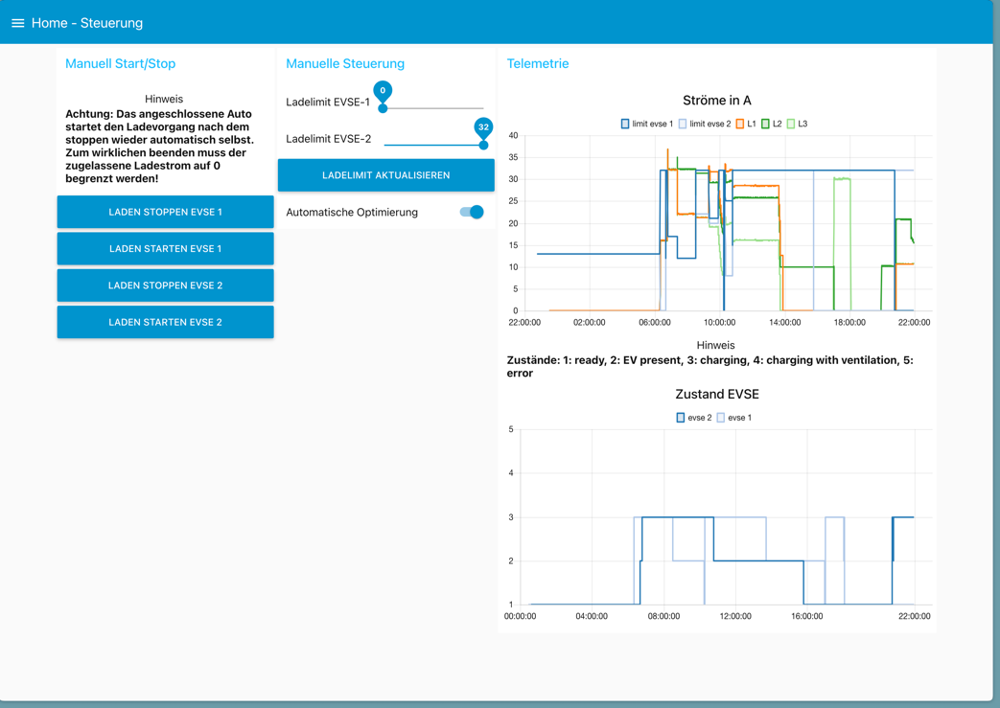 Home - Steuerung
Manuell Start/Stop
Hinweis
Achtung: Das angeschlossene Auto
startet den Ladevorgang nach dem
stoppen wieder automatisch selbst.
Zum wirklichen beenden muss der
zugelassene Ladestrom auf 0
begrenzt werden!
LADEN STOPPEN EVSE 1
LADEN STARTEN EVSE 1
LADEN STOPPEN EVSE 2
LADEN STARTEN EVSE 2
Manuelle Steuerung
0
Ladelimit EVSE-1
32
Ladelimit EVSE-2
LADELIMIT AKTUALISIEREN
Automatische Optimierung
Telemetrie
Ströme in A
limit evse 1 limit evse 2 L1 L2 L3
40
35
30
25
20
15
10
5
0
22:00:00 02:00:00 06:00:00 10:00:00 14:00:00 18:00:00 22:00:00
Hinweis
Zustände: 1: ready, 2: EV present, 3: charging, 4: charging with ventilation, 5:
error
Zustand EVSE
evse 2 evse 1
5
4
3
2
1
00:00:00 04:00:00 08:00:00 12:00:00 16:00:00 22:00:00